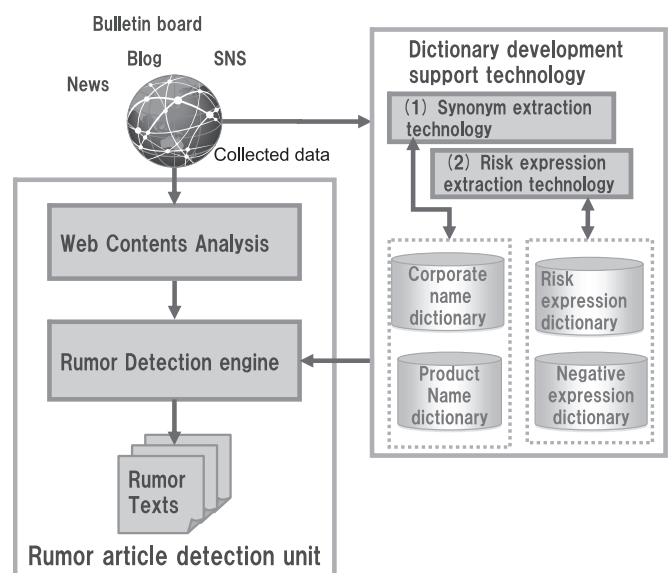 Bulletin board
Blog
SNS
News
Collected data
Web Contents Analysis
Rumor Detection engine
Rumor
Texts
Rumor article detection unit
Dictionary development
support technology
(1) Synonym extraction
technology
(2) Risk expression
extraction technology
Corporate
name
dictionary
Product
Name
dictionary
Risk
expression
dictionary
Negative
expression
dictionary